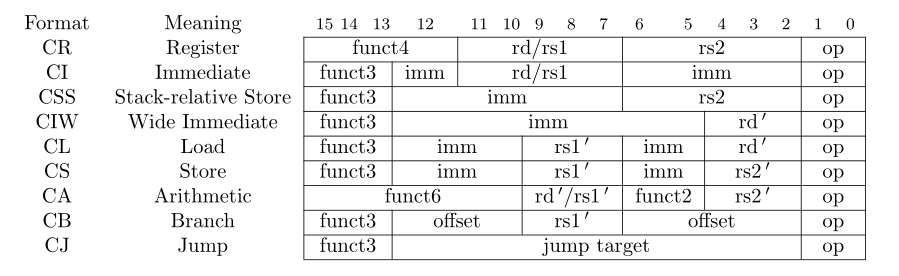 Format Meaning 15 14 13 12 11 10 9 8 7 6 5 4 3 2 1 0
CR Register funct4 rd/rs1 rs2 op
CI Immediate funct3 imm rd/rs1 imm op
CSS Stack-relative Store funct3 imm rs2 op
CIW Wide Immediate funct3 imm rd′ op
CL Load funct3 imm rs1′ imm rd′ op
CS Store funct3 imm rs1′ imm rs2′ op
CA Arithmetic funct6 rd′/rs1′ funct2 rs2′ op
CB Branch funct3 offset rs1′ offset op
CJ Jump funct3 jump target op